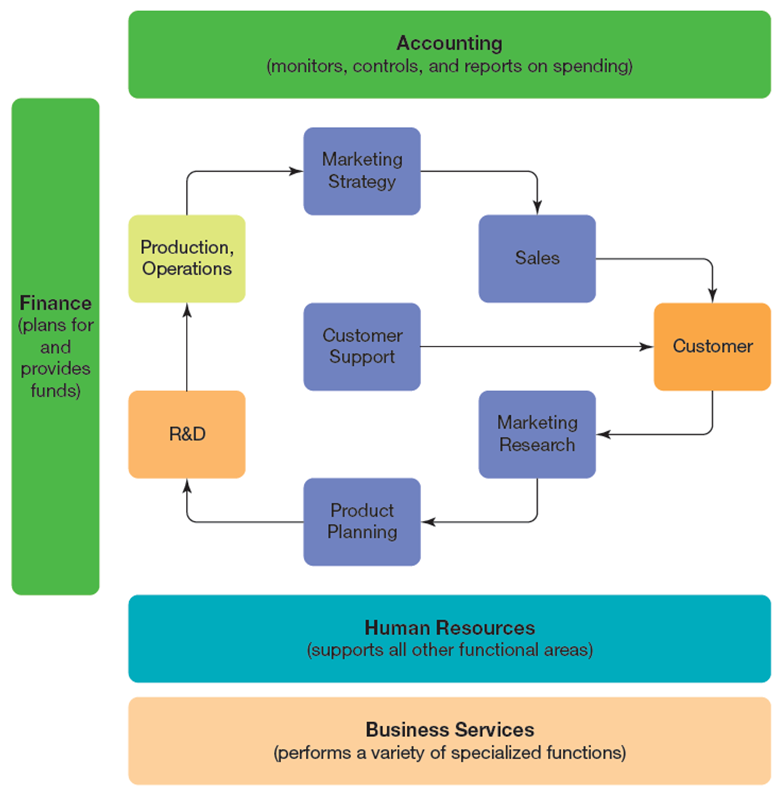 Accounting
(monitors, controls, and reports on spending)
Marketing
Strategy
Production,
Operations
Sales
Finance
(plans for
and
provides
funds)
Customer
Support
Customer
R&D
Marketing
Research
Product
Planning
Human Resources
(supports all other functional areas)
Business Services
(performs a variety of specialized functions)